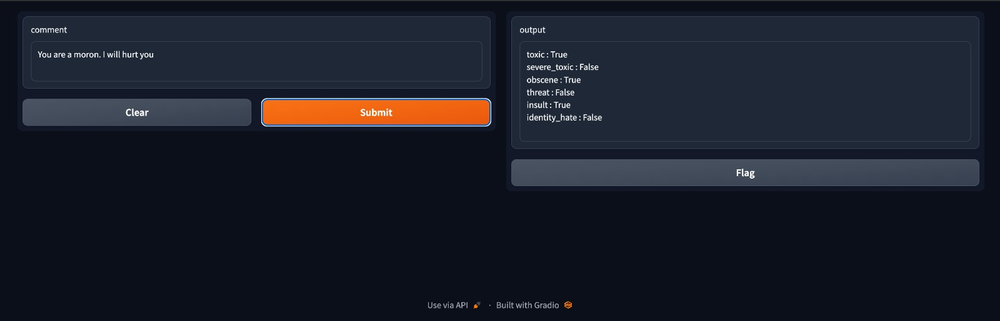 comment
You are a moron. I will hurt you
Clear
Submit
output
toxic : True
severe_toxic : False
obscene : True
threat : False
insult : True
identity_hate : False
Flag
Use via API · Built with Gradio